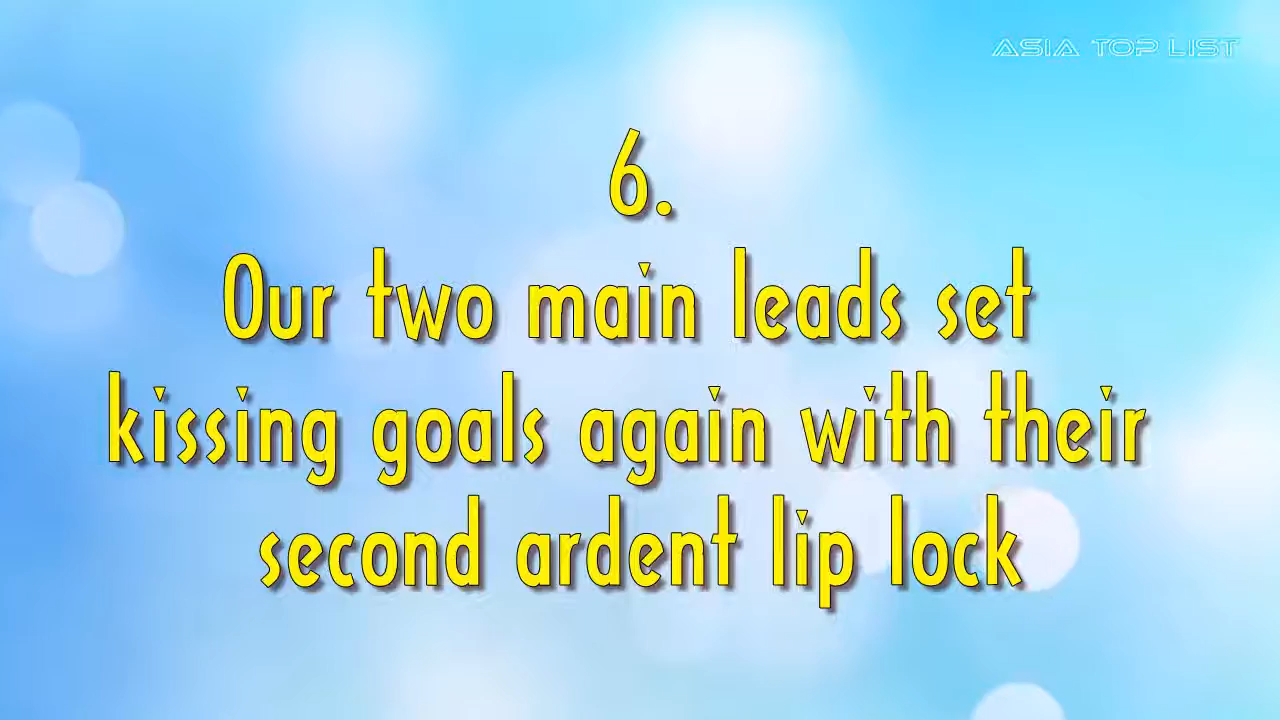 ASIA TOP LIST
6.
Our two main leads set
kissing goals again with their
second ardent lip lock